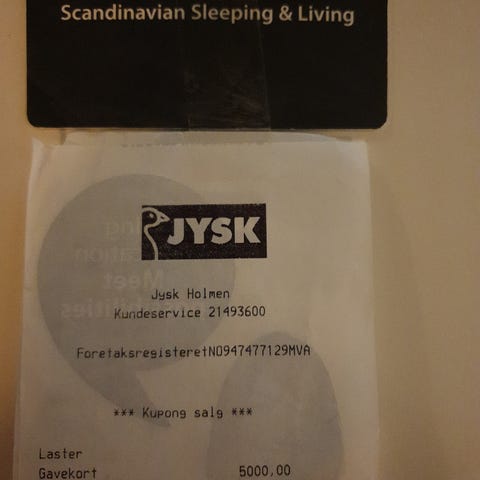 Scandinavian Sleeping & Living
JYSK
Jysk Holmen
Kundeservice 21493600
ForetaksregisteretNO947477129MVA
*** Kupong salg ***
Laster
Gavekort 5000,00